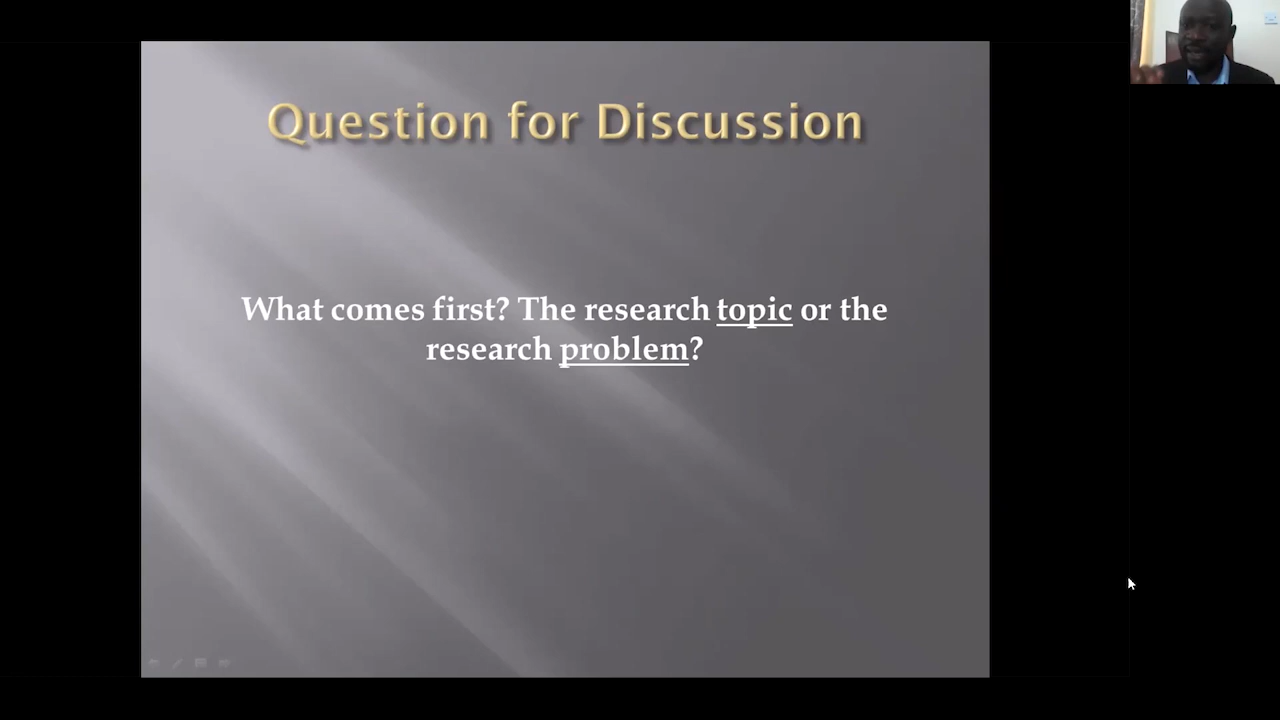 Question for Discussion
What comes first? The research topic or the
research problem?